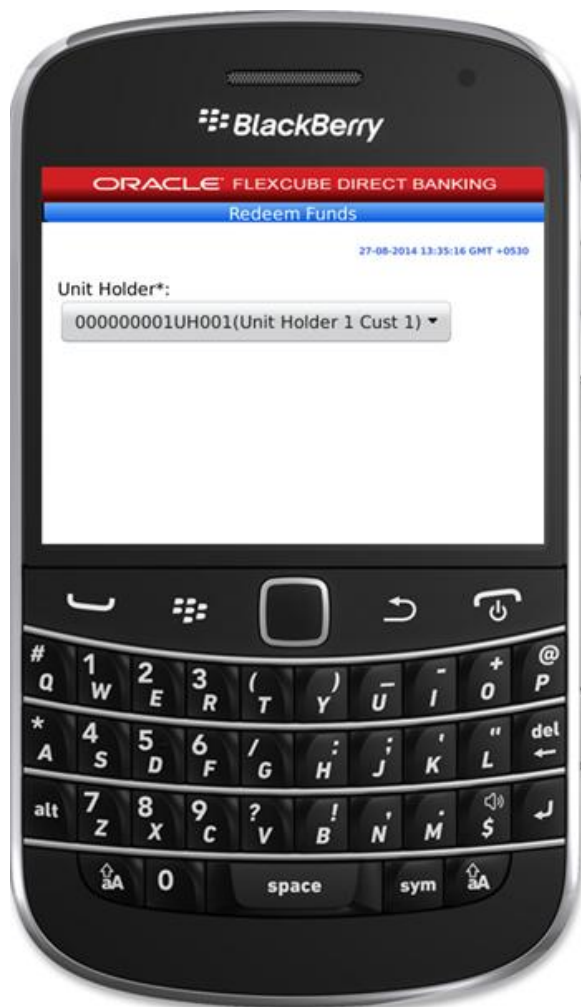 BlackBerry
ORACLE FLEXCUBE DIRECT BANKING
Redeem Funds
27-08-2014 13:35:16 GMT +0530
Unit Holder*:
000000001UH001(Unit Holder 1 Cust 1)
# 1 2 3 ( ) _ - + @
Q W E R T Y U I O P
* 4 5 6 / : ; ' " del
A S D F G H J K L
alt 7 8 9 ? ! , .
Z X C V B N M $
aA 0 space sym aA